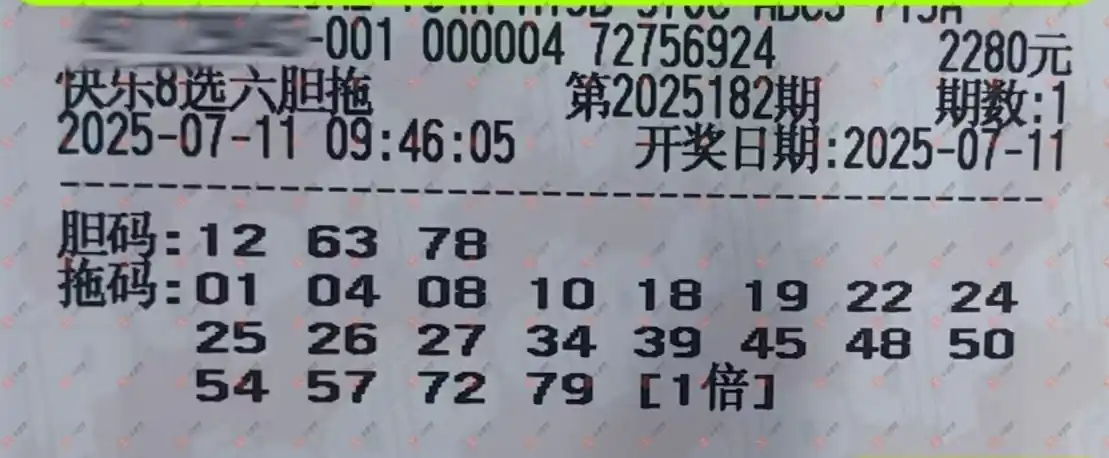 -001 000004 72756924 2280元
快乐8选六胆拖 第2025182期 期数:1
2025-07-11 09:46:05 开奖日期:2025-07-11
胆码:12 63 78
拖码:01 04 08 10 18 19 22 24
25 26 27 34 39 45 48 50
54 57 72 79 [1倍]